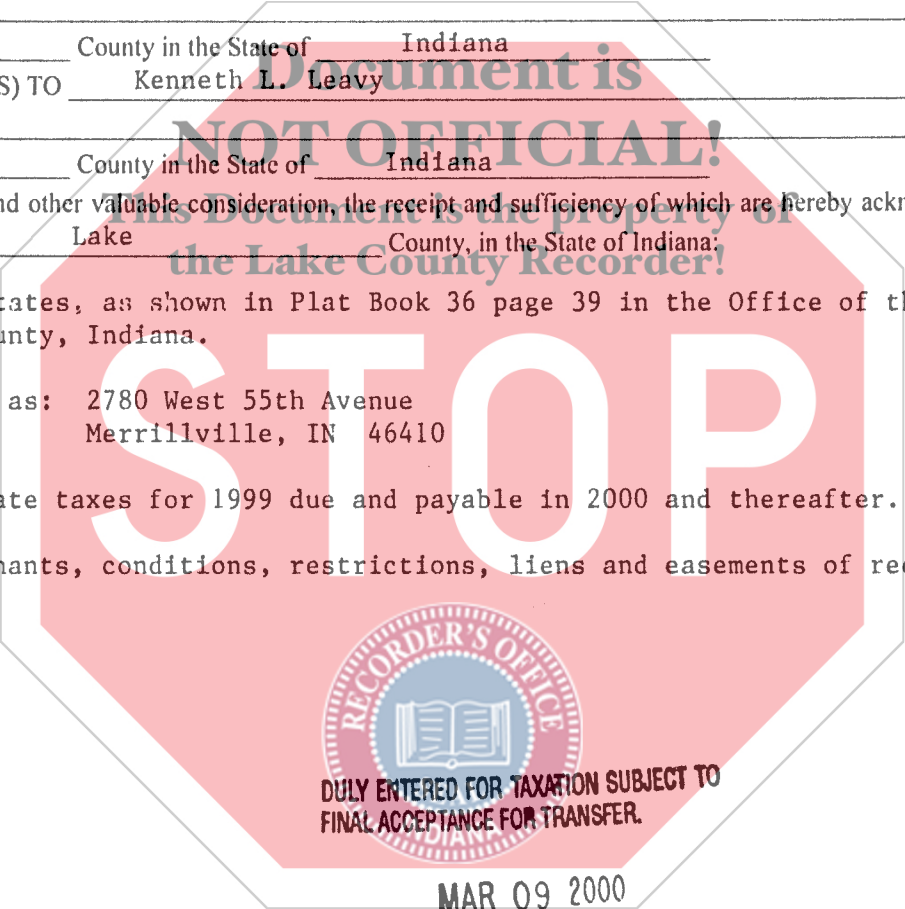 County in the State of Indiana
Document is
S) TO Kenneth L. Leavy
NOT OFFICIAL!
County in the State of Indiana
nd other valuable consideration, the receipt and sufficiency of which are hereby ackn
This Document is the property of
Lake County, in the State of Indiana:
the Lake County Recorder!
tates, as shown in Plat Book 36 page 39 in the Office of th
unty, Indiana.
as: 2780 West 55th Avenue
Merrillville, IN 46410
STOP
ate taxes for 1999 due and payable in 2000 and thereafter.
nants, conditions, restrictions, liens and easements of rec
RECORDER'S OFFICE
DULY ENTERED FOR TAXATION SUBJECT TO
FINAL ACCEPTANCE FOR TRANSFER.
INDIANA
MAR 09 2000